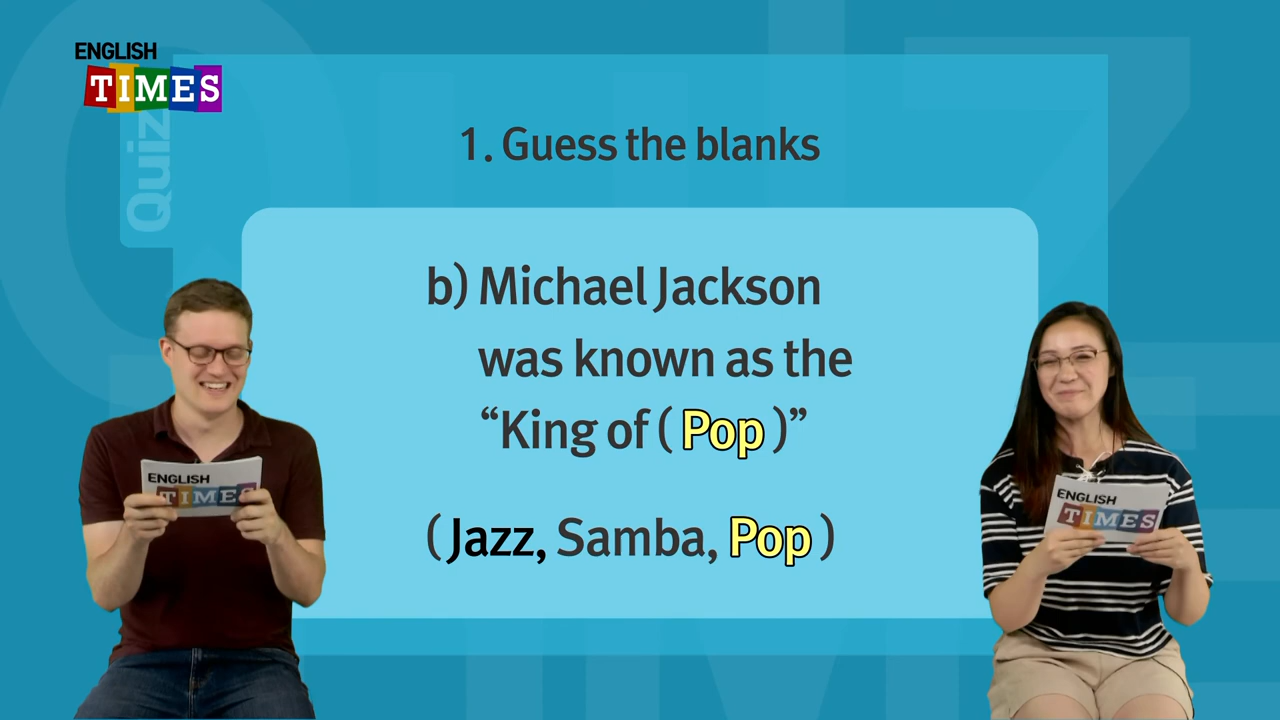 ENGLISH
TIMES
Quiz
1. Guess the blanks
b) Michael Jackson
was known as the
“King of ( Pop )”
( Jazz, Samba, Pop )
ENGLISH
TIMES
ENGLISH
TIMES